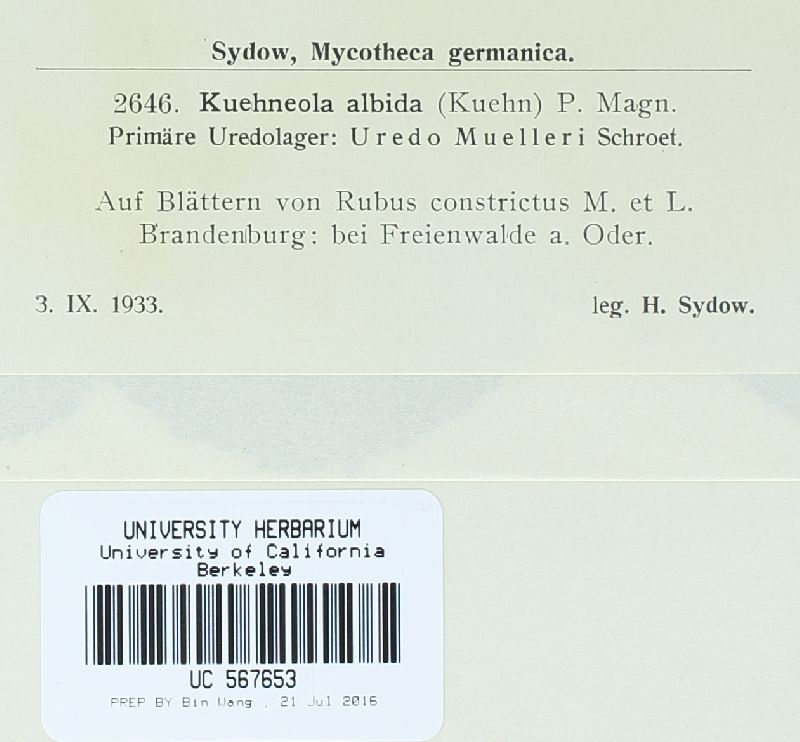 Sydow, Mycotheca germanica.
2646. Kuehneola albida (Kuehn) P. Magn.
Primäre Uredolager: Uredo Muelleri Schroet.
Auf Blättern von Rubus constrictus M. et L.
Brandenburg: bei Freienwalde a. Oder.
3. IX. 1933. leg. H. Sydow.
UNIVERSITY HERBARIUM
University of California
Berkeley
UC 567653
PREP BY Bin Wang , 21 Jul 2016